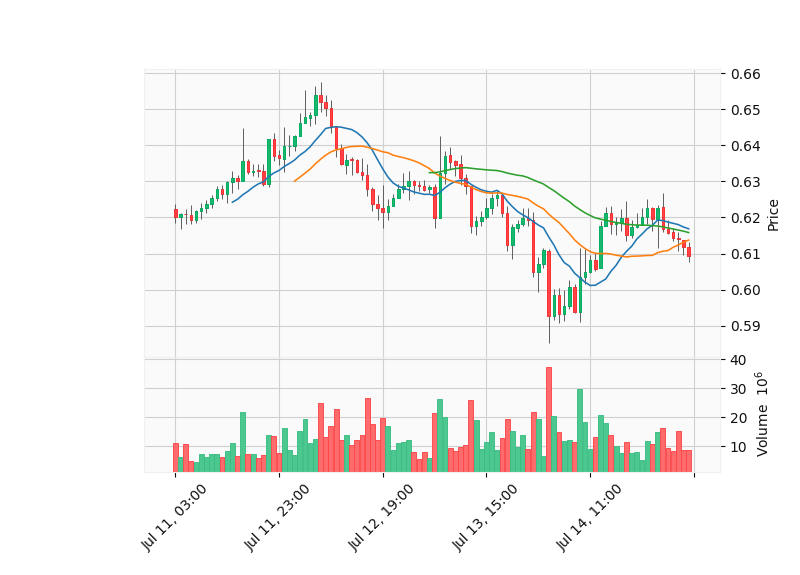 0.66
0.65
0.64
0.63
0.62
0.61
0.60
0.59
Price
40
30
20
10
Volume 10^6
Jul 11, 03:00
Jul 11, 23:00
Jul 12, 19:00
Jul 13, 15:00
Jul 14, 11:00